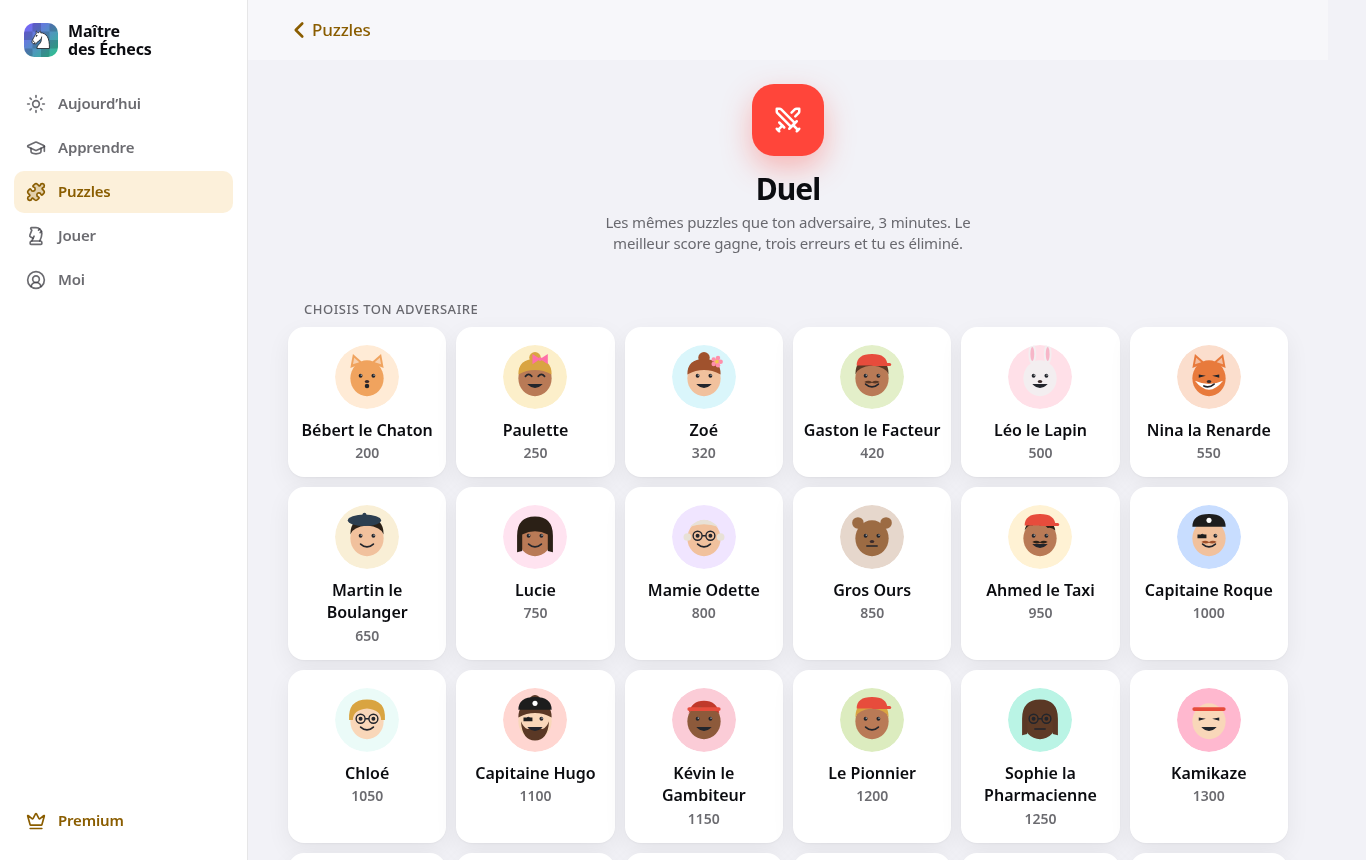 Maître
des Échecs
Aujourd’hui
Apprendre
Puzzles
Jouer
Moi
Premium
Puzzles
Duel
Les mêmes puzzles que ton adversaire, 3 minutes. Le
meilleur score gagne, trois erreurs et tu es éliminé.
CHOISIS TON ADVERSAIRE
Bébert le Chaton
200
Paulette
250
Zoé
320
Gaston le Facteur
420
Léo le Lapin
500
Nina la Renarde
550
Martin le
Boulanger
650
Lucie
750
Mamie Odette
800
Gros Ours
850
Ahmed le Taxi
950
Capitaine Roque
1000
Chloé
1050
Capitaine Hugo
1100
Kévin le
Gambiteur
1150
Le Pionnier
1200
Sophie la
Pharmacienne
1250
Kamikaze
1300